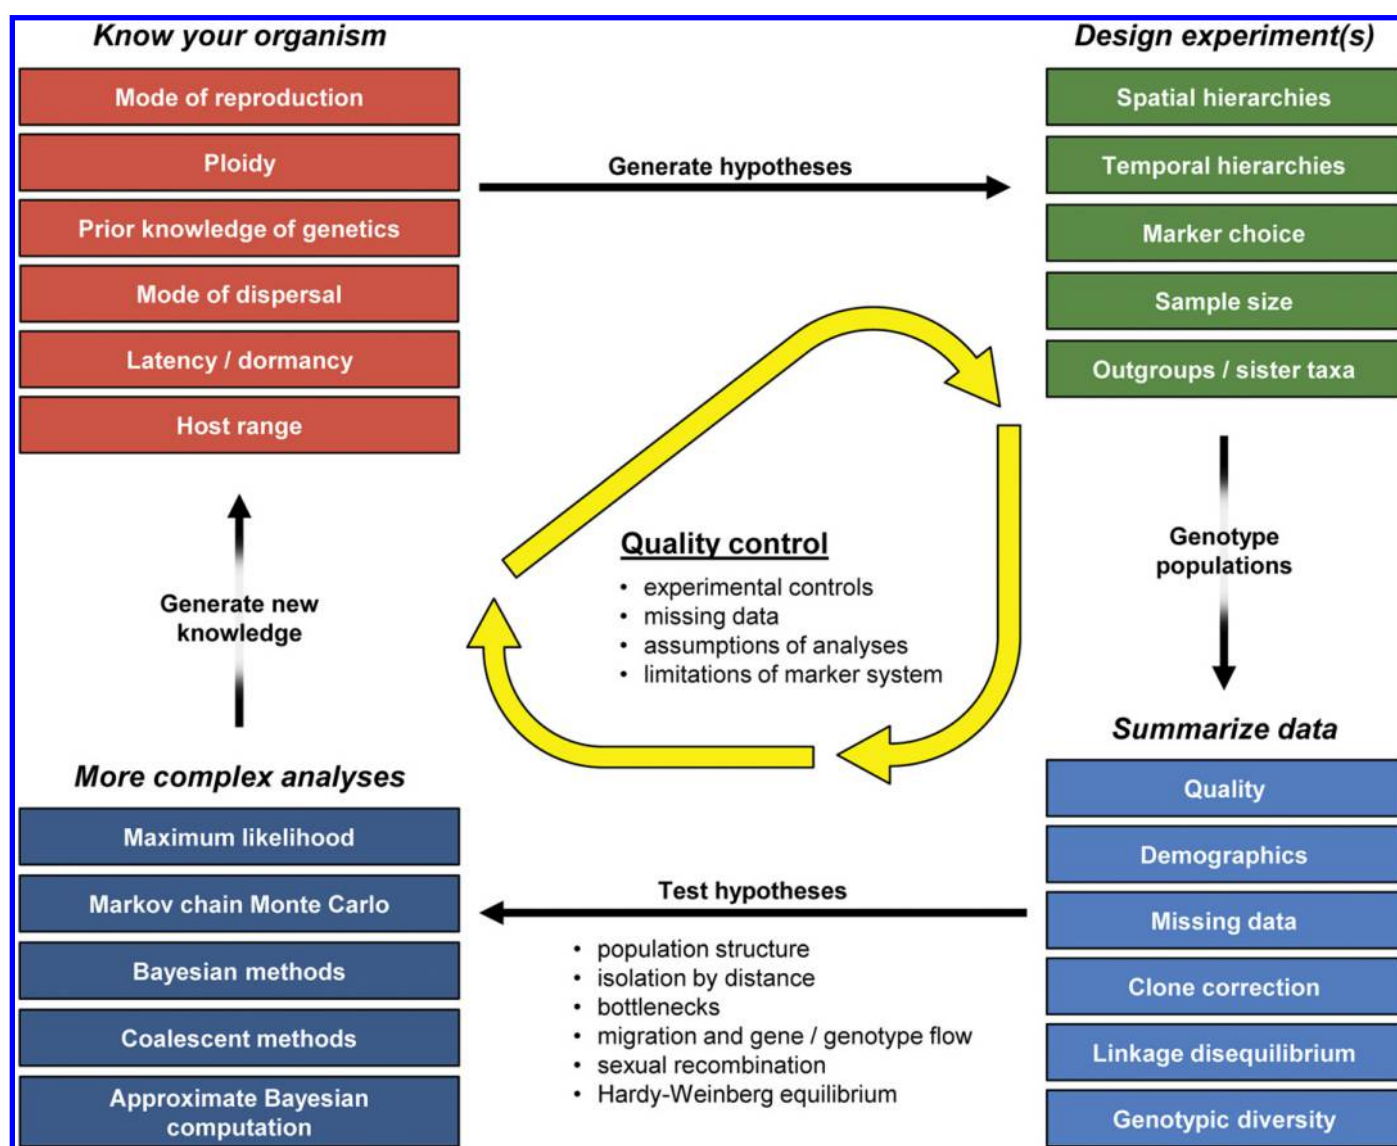 Know your organism
Mode of reproduction
Ploidy
Prior knowledge of genetics
Mode of dispersal
Latency / dormancy
Host range
Generate hypotheses
Design experiment(s)
Spatial hierarchies
Temporal hierarchies
Marker choice
Sample size
Outgroups / sister taxa
Quality control
• experimental controls
• missing data
• assumptions of analyses
• limitations of marker system
Genotype
populations
Generate new
knowledge
Summarize data
Quality
Demographics
Missing data
Clone correction
Linkage disequilibrium
Genotypic diversity
Test hypotheses
• population structure
• isolation by distance
• bottlenecks
• migration and gene / genotype flow
• sexual recombination
• Hardy-Weinberg equilibrium
More complex analyses
Maximum likelihood
Markov chain Monte Carlo
Bayesian methods
Coalescent methods
Approximate Bayesian
computation